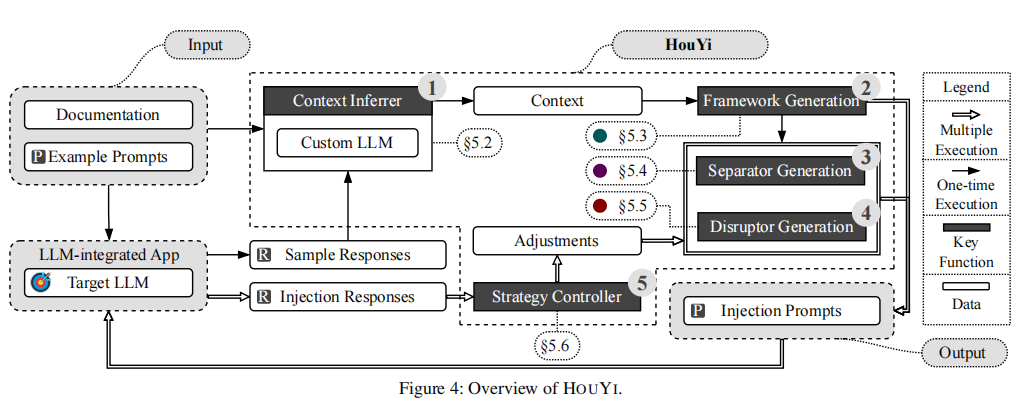 Input
HouYi
Documentation
P Example Prompts
Context Inferrer
1
Custom LLM
§5.2
Context
Framework Generation
2
§5.3
§5.4
§5.5
Separator Generation
3
Disruptor Generation
4
Legend
Multiple
Execution
One-time
Execution
Key
Function
Data
LLM-integrated App
Target LLM
R Sample Responses
R Injection Responses
Adjustments
Strategy Controller
5
§5.6
P Injection Prompts
Output
Figure 4: Overview of HOUYI.